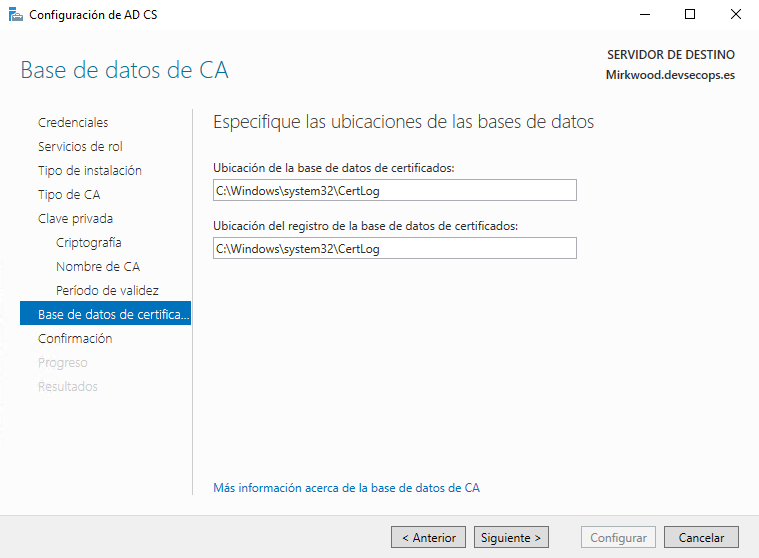 Configuración de AD CS
Base de datos de CA
SERVIDOR DE DESTINO
Mirkwood.devsecops.es
Credenciales
Servicios de rol
Tipo de instalación
Tipo de CA
Clave privada
Criptografía
Nombre de CA
Período de validez
Base de datos de certifica...
Confirmación
Progreso
Resultados
Especifique las ubicaciones de las bases de datos
Ubicación de la base de datos de certificados:
C:\Windows\system32\CertLog
Ubicación del registro de la base de datos de certificados:
C:\Windows\system32\CertLog
Más información acerca de la base de datos de CA
< Anterior
Siguiente >
Configurar
Cancelar